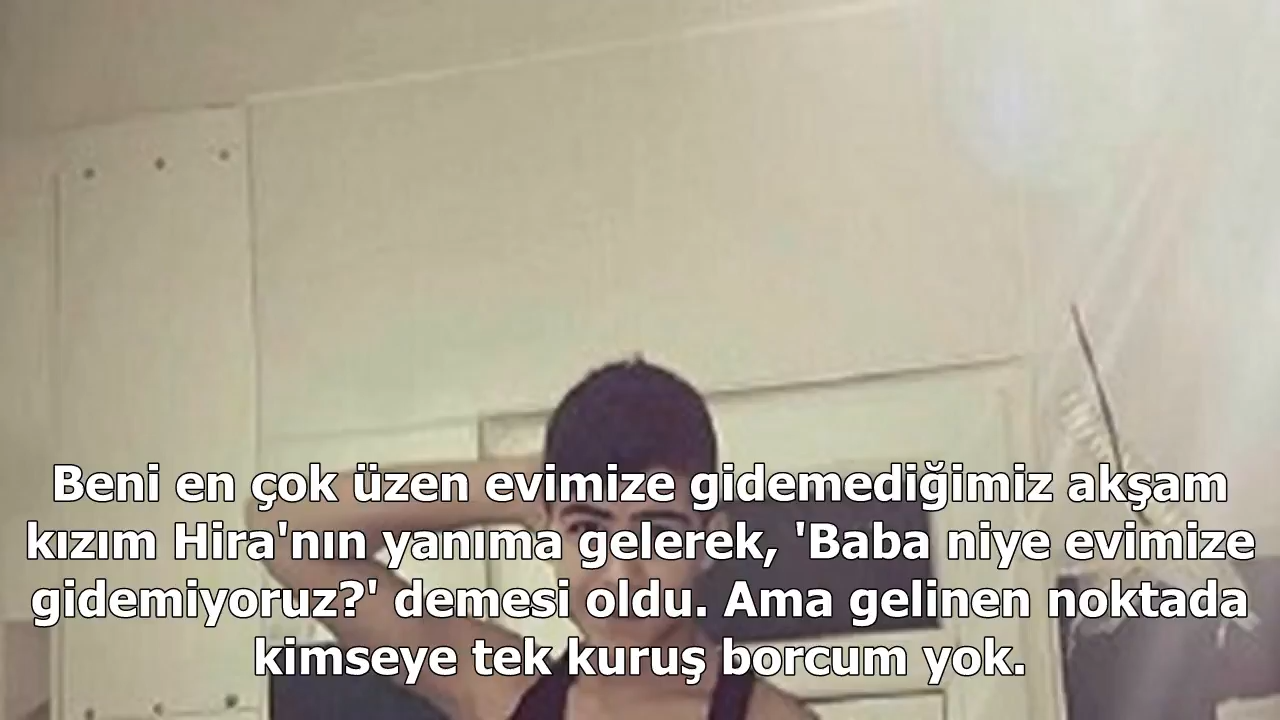 Beni en çok üzen evimize gidemediğimiz akşam
kızım Hira'nın yanıma gelerek, 'Baba niye evimize
gidemiyoruz?' demesi oldu. Ama gelinen noktada
kimseye tek kuruş borcum yok.